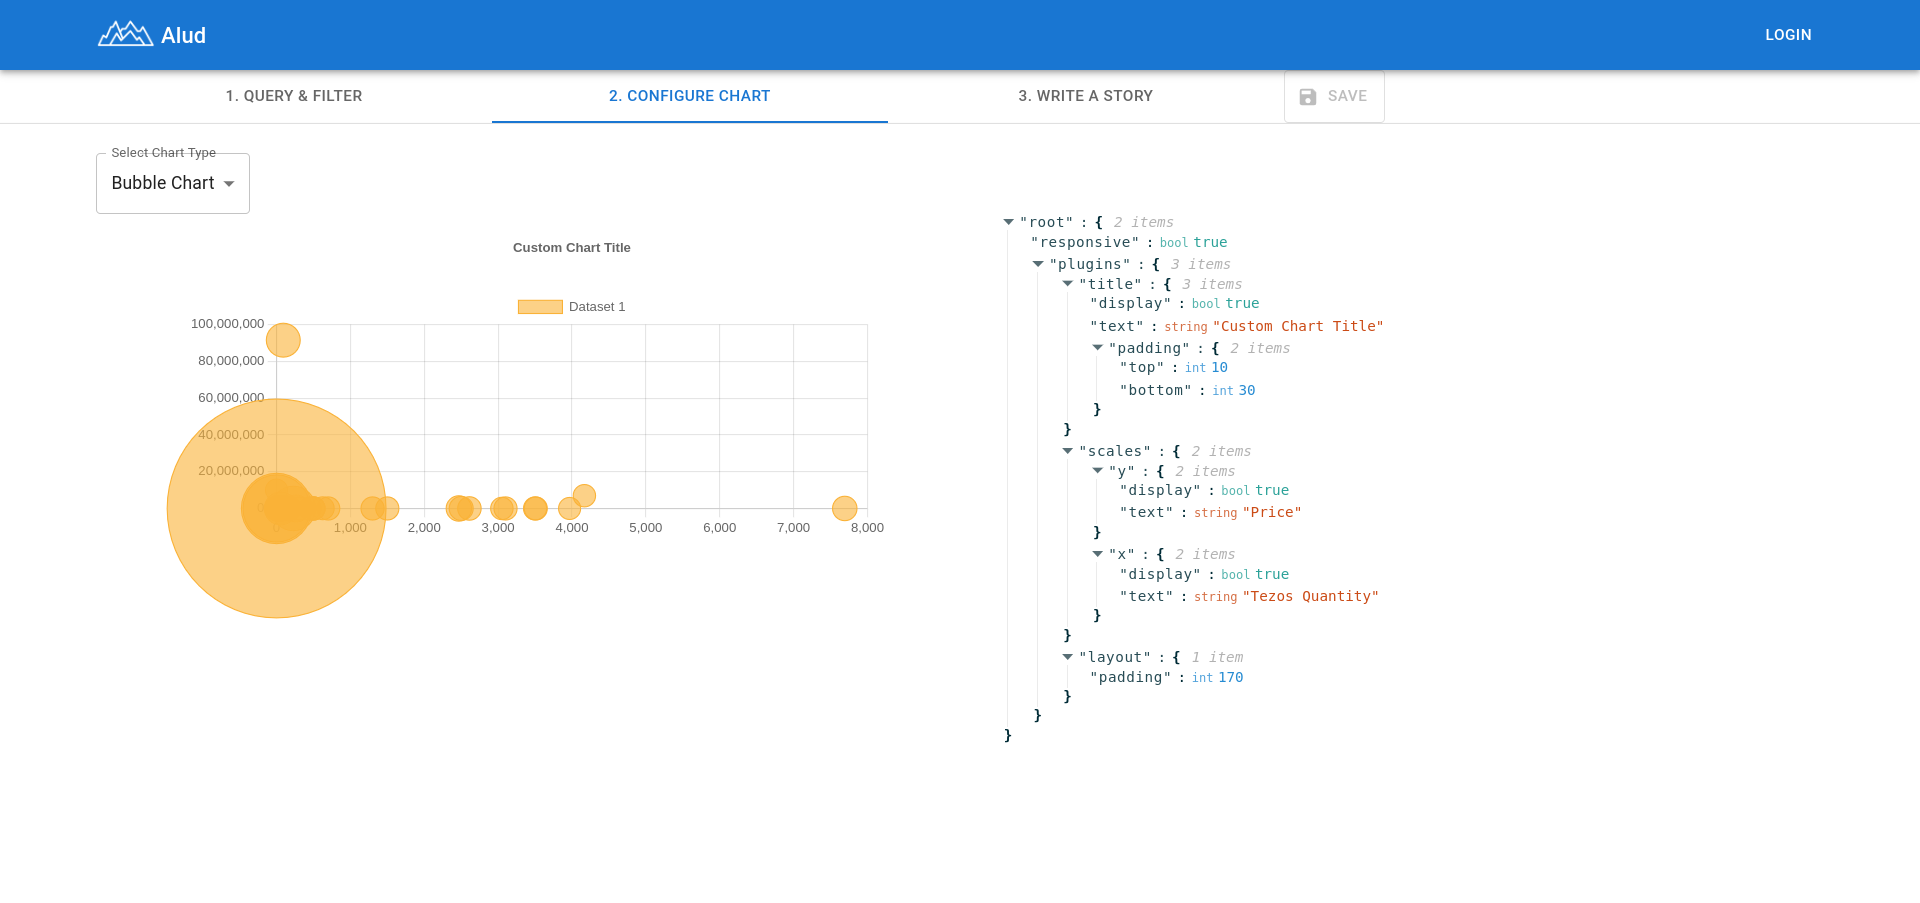 Alud
LOGIN
1. QUERY & FILTER
2. CONFIGURE CHART
3. WRITE A STORY
SAVE
Select Chart Type
Bubble Chart
Custom Chart Title
Dataset 1
100,000,000
80,000,000
60,000,000
40,000,000
20,000,000
0
0 1,000 2,000 3,000 4,000 5,000 6,000 7,000 8,000
"root" : { 2 items
"responsive" : bool true
"plugins" : { 3 items
"title" : { 3 items
"display" : bool true
"text" : string "Custom Chart Title"
"padding" : { 2 items
"top" : int 10
"bottom" : int 30
}
}
"scales" : { 2 items
"y" : { 2 items
"display" : bool true
"text" : string "Price"
}
"x" : { 2 items
"display" : bool true
"text" : string "Tezos Quantity"
}
}
"layout" : { 1 item
"padding" : int 170
}
}
}